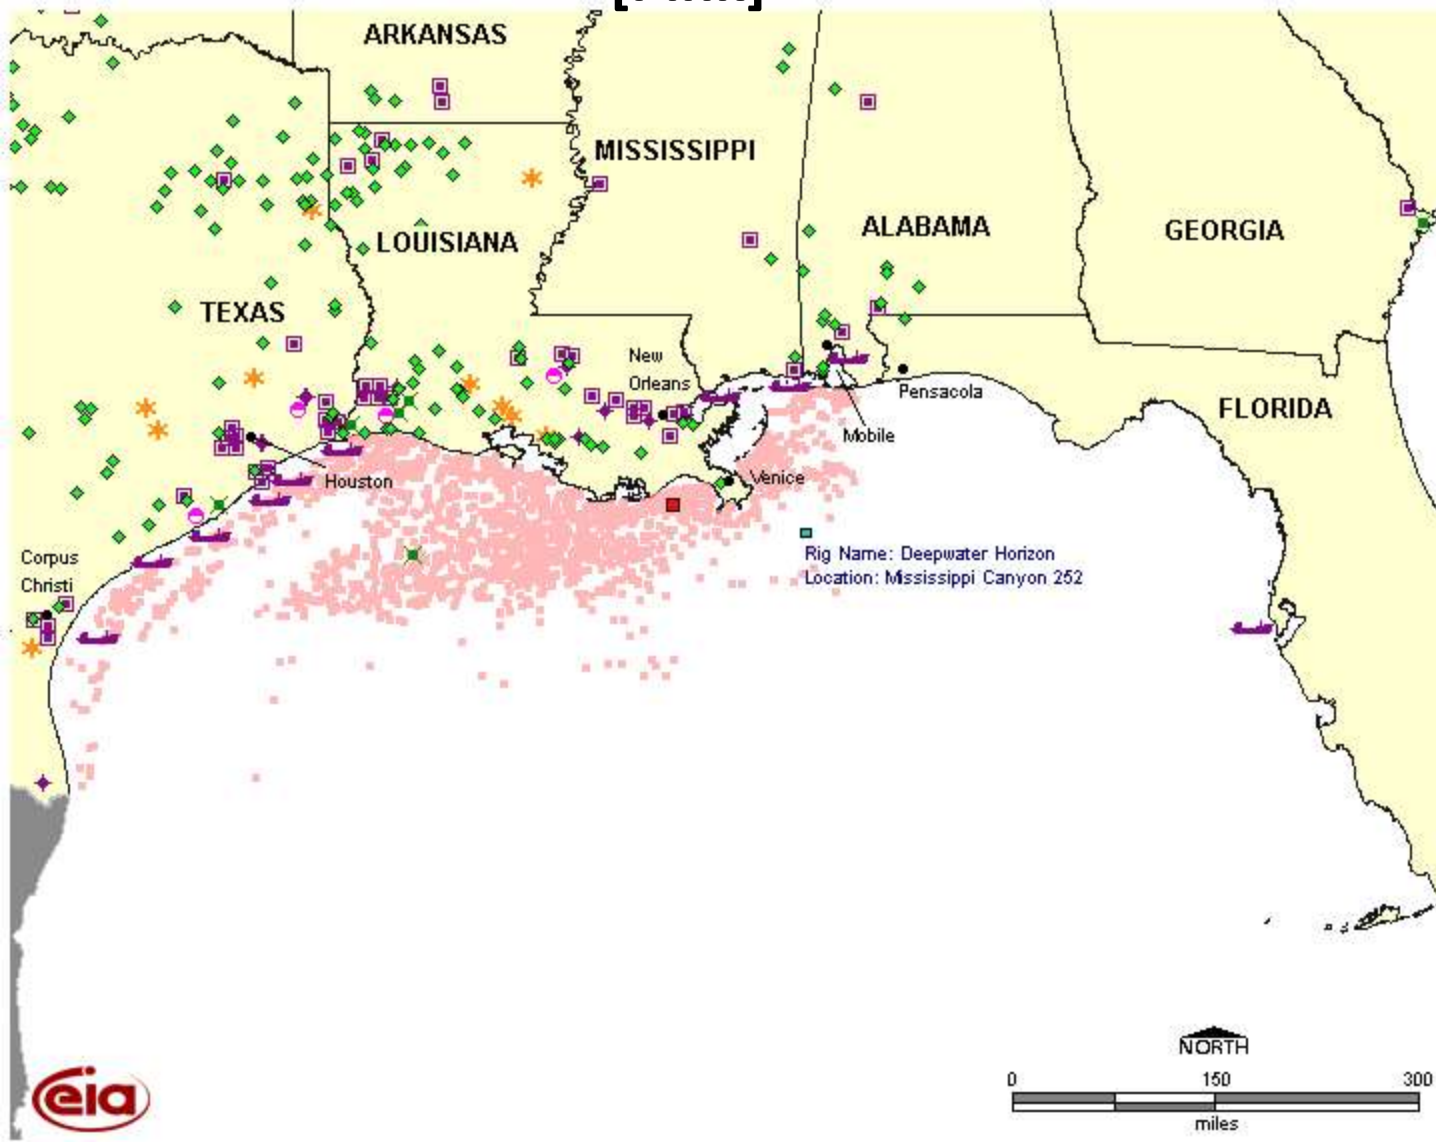 ARKANSAS
MISSISSIPPI
ALABAMA
GEORGIA
LOUISIANA
TEXAS
New
Orleans
Pensacola
FLORIDA
Mobile
Houston
Venice
Corpus
Christi
Rig Name: Deepwater Horizon
Location: Mississippi Canyon 252
NORTH
0 150 300
miles
eia